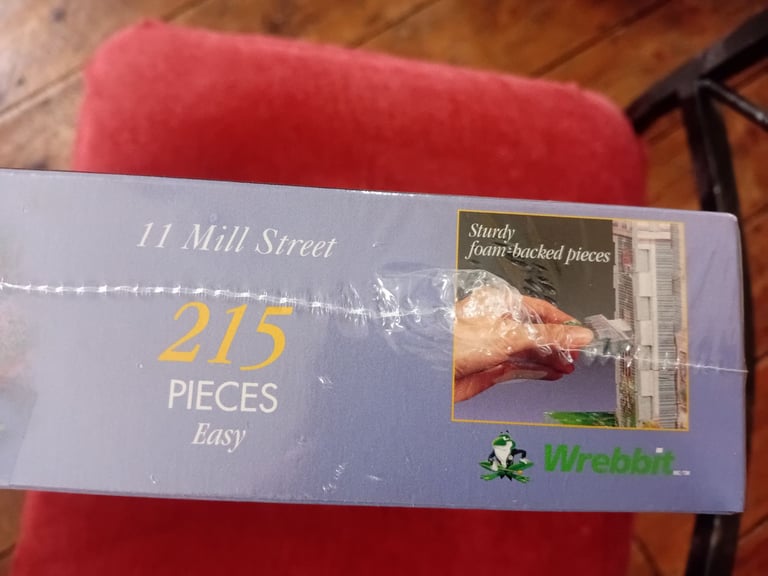 11 Mill Street
215
PIECES
Easy
Sturdy
foam-backed pieces
Wrebbit